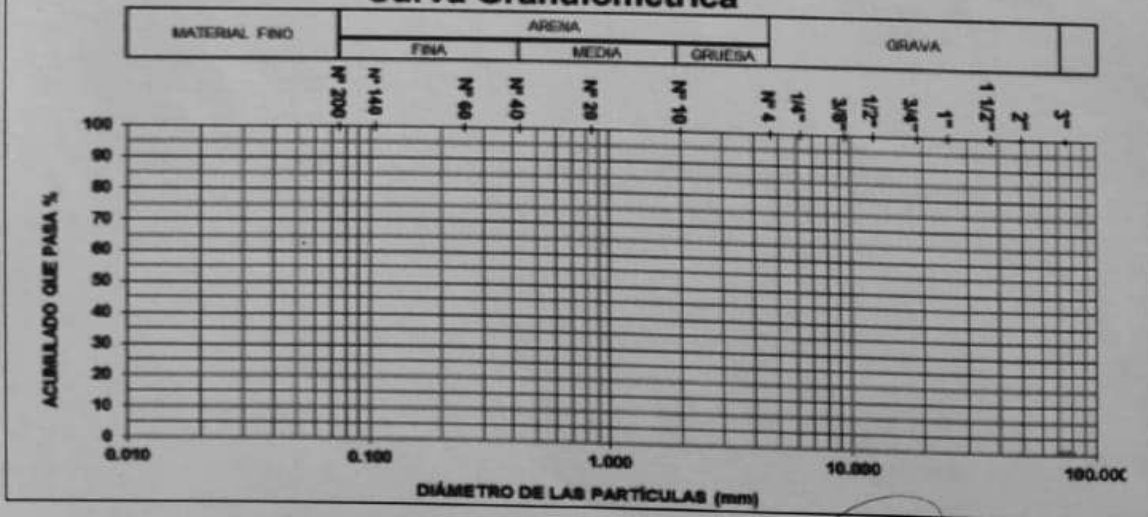 MATERIAL FINO
ARENA
GRAVA
FINA
MEDIA
GRUESA
Nº 200
Nº 140
Nº 60
Nº 40
Nº 20
Nº 10
Nº 4
1/4"
3/8"
1/2"
3/4"
1"
1 1/2"
2"
3"
ACUMULADO QUE PASA %
100
90
80
70
60
50
40
30
20
10
0
0.010
0.100
1.000
10.000
100.000
DIÁMETRO DE LAS PARTÍCULAS (mm)